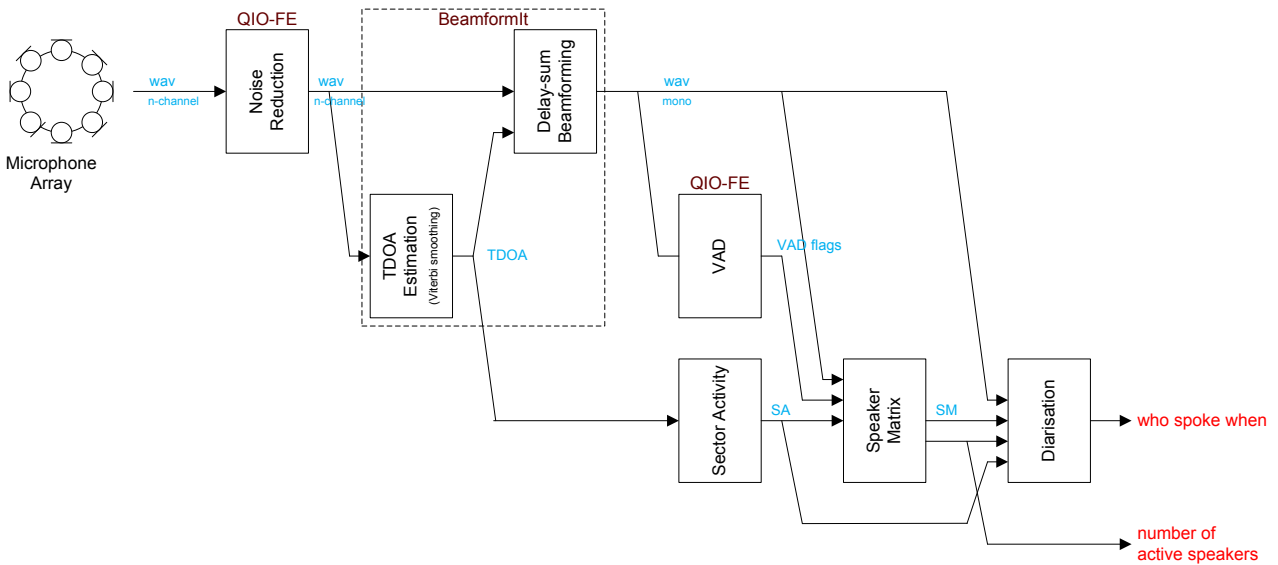 QIO-FE
BeamformIt
wav
n-channel
Noise
Reduction
wav
n-channel
Delay-sum
Beamforming
wav
mono
Microphone
Array
QIO-FE
TDOA
Estimation
(Viterbi smoothing)
TDOA
VAD
VAD flags
Sector Activity
SA
Speaker
Matrix
SM
Diarisation
who spoke when
number of
active speakers